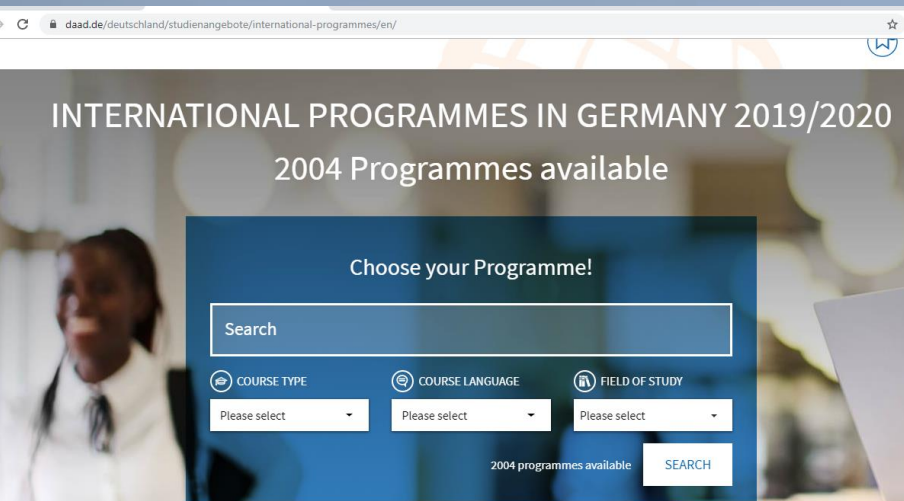 daad.de/deutschland/studienangebote/international-programmes/en/
INTERNATIONAL PROGRAMMES IN GERMANY 2019/2020
2004 Programmes available
Choose your Programme!
Search
COURSE TYPE COURSE LANGUAGE FIELD OF STUDY
Please select Please select Please select
2004 programmes available SEARCH